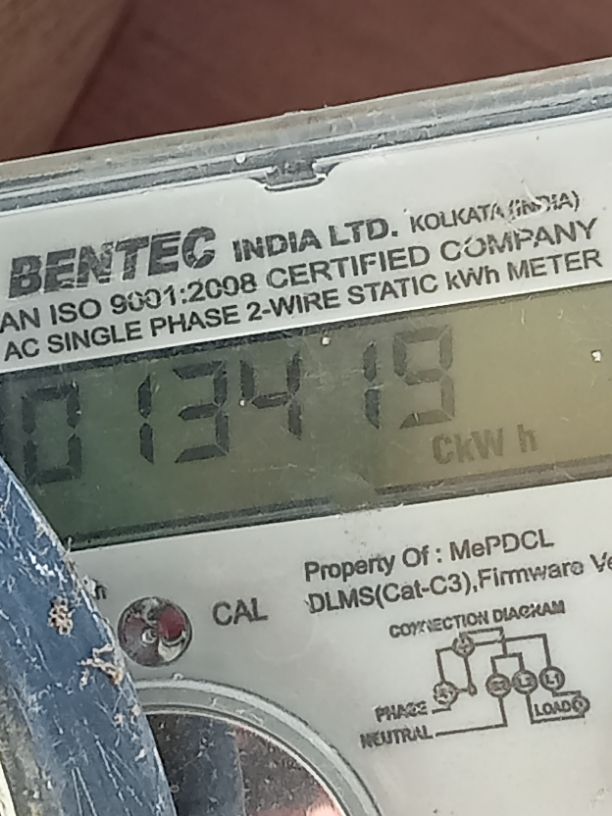 BENTEC INDIA LTD. KOLKATA (INDIA)
AN ISO 9001:2008 CERTIFIED COMPANY
AC SINGLE PHASE 2-WIRE STATIC kWh METER
013419
CkW h
Property Of : MePDCL
DLMS(Cat-C3),Firmware Ve
CAL
CONNECTION DIAGRAM
PHASE
LOAD
NEUTRAL